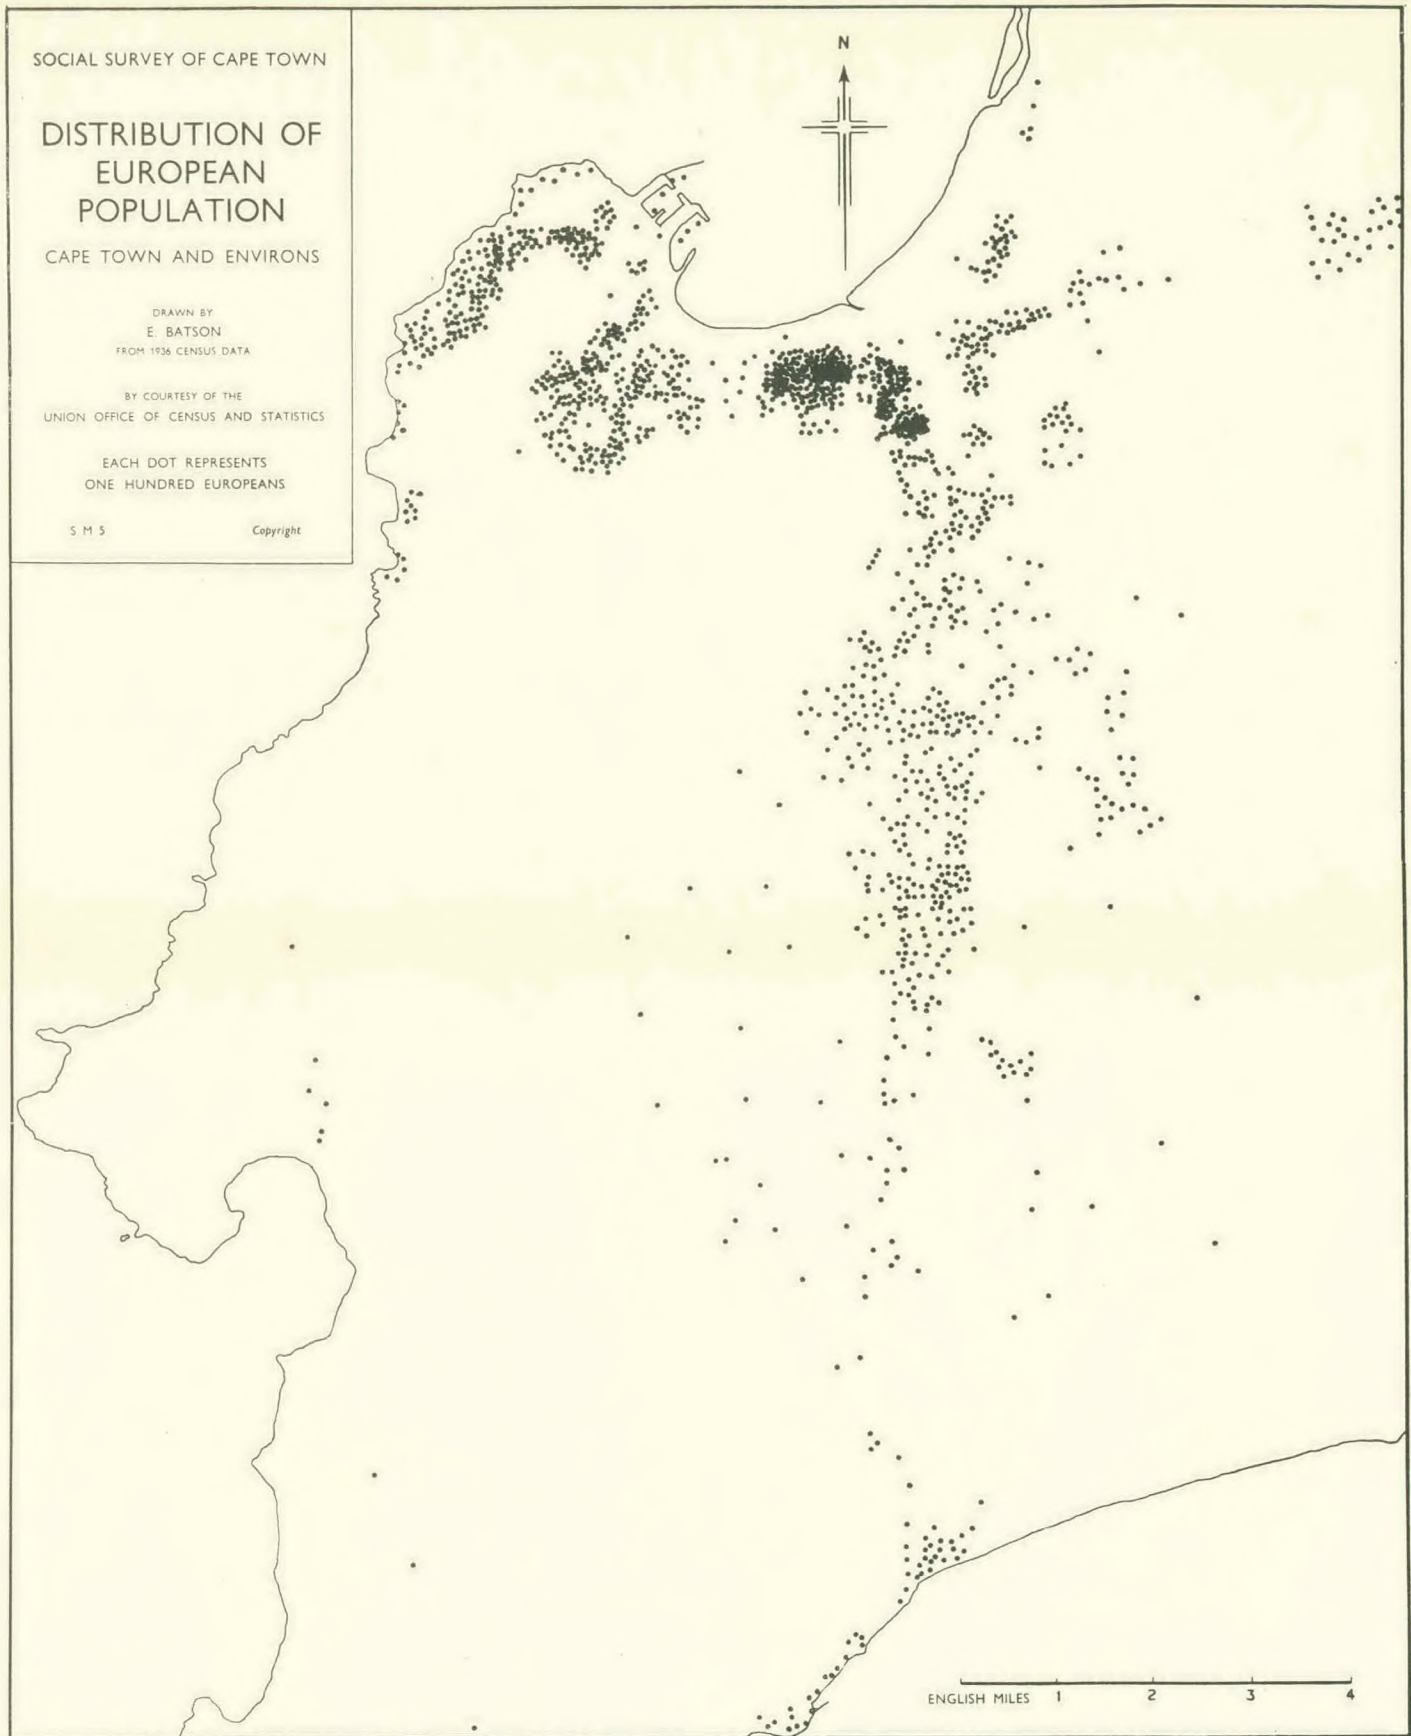 SOCIAL SURVEY OF CAPE TOWN
DISTRIBUTION OF
EUROPEAN
POPULATION
CAPE TOWN AND ENVIRONS
DRAWN BY
E. BATSON
FROM 1936 CENSUS DATA
BY COURTESY OF THE
UNION OFFICE OF CENSUS AND STATISTICS
EACH DOT REPRESENTS
ONE HUNDRED EUROPEANS
S M 5 Copyright
N
ENGLISH MILES 1 2 3 4